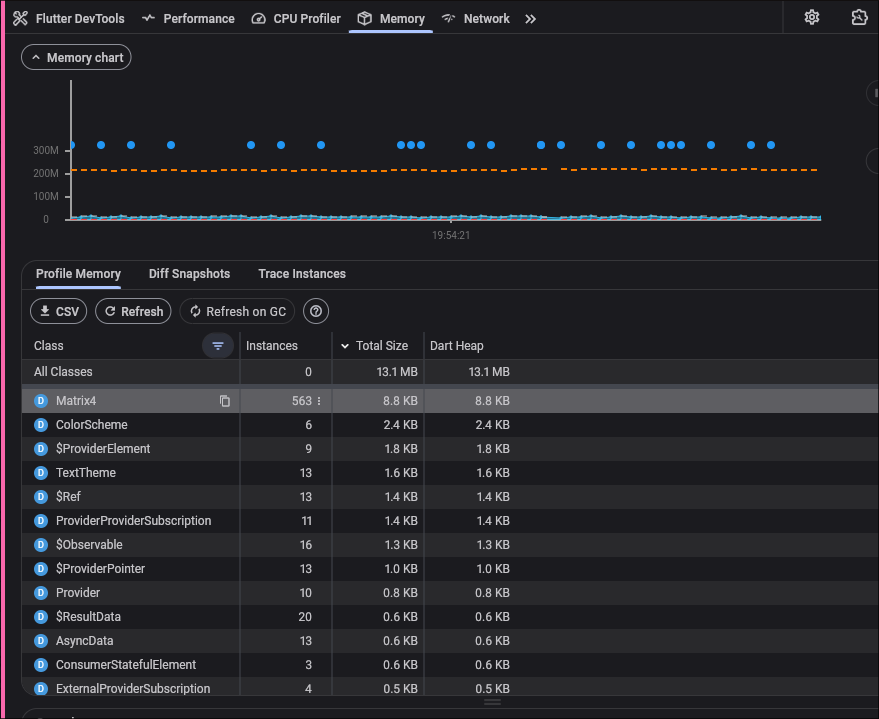 Flutter DevTools Performance CPU Profiler Memory Network
Memory chart
300M
200M
100M
0
19:54:21
Profile Memory Diff Snapshots Trace Instances
CSV Refresh Refresh on GC
Class Instances Total Size Dart Heap
All Classes 0 13.1 MB 13.1 MB
D Matrix4 563 8.8 KB 8.8 KB
D ColorScheme 6 2.4 KB 2.4 KB
D $ProviderElement 9 1.8 KB 1.8 KB
D TextTheme 13 1.6 KB 1.6 KB
D $Ref 13 1.4 KB 1.4 KB
D ProviderProviderSubscription 11 1.4 KB 1.4 KB
D $Observable 16 1.3 KB 1.3 KB
D $ProviderPointer 13 1.0 KB 1.0 KB
D Provider 10 0.8 KB 0.8 KB
D $ResultData 20 0.6 KB 0.6 KB
D AsyncData 13 0.6 KB 0.6 KB
D ConsumerStatefulElement 3 0.6 KB 0.6 KB
D ExternalProviderSubscription 4 0.5 KB 0.5 KB